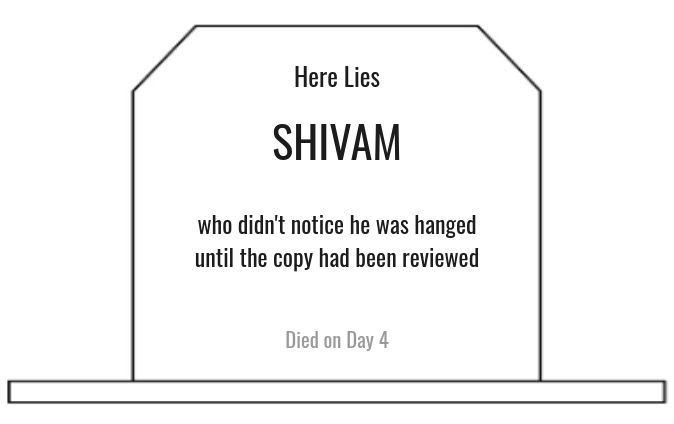 Here Lies
SHIVAM
who didn't notice he was hanged
until the copy had been reviewed
Died on Day 4